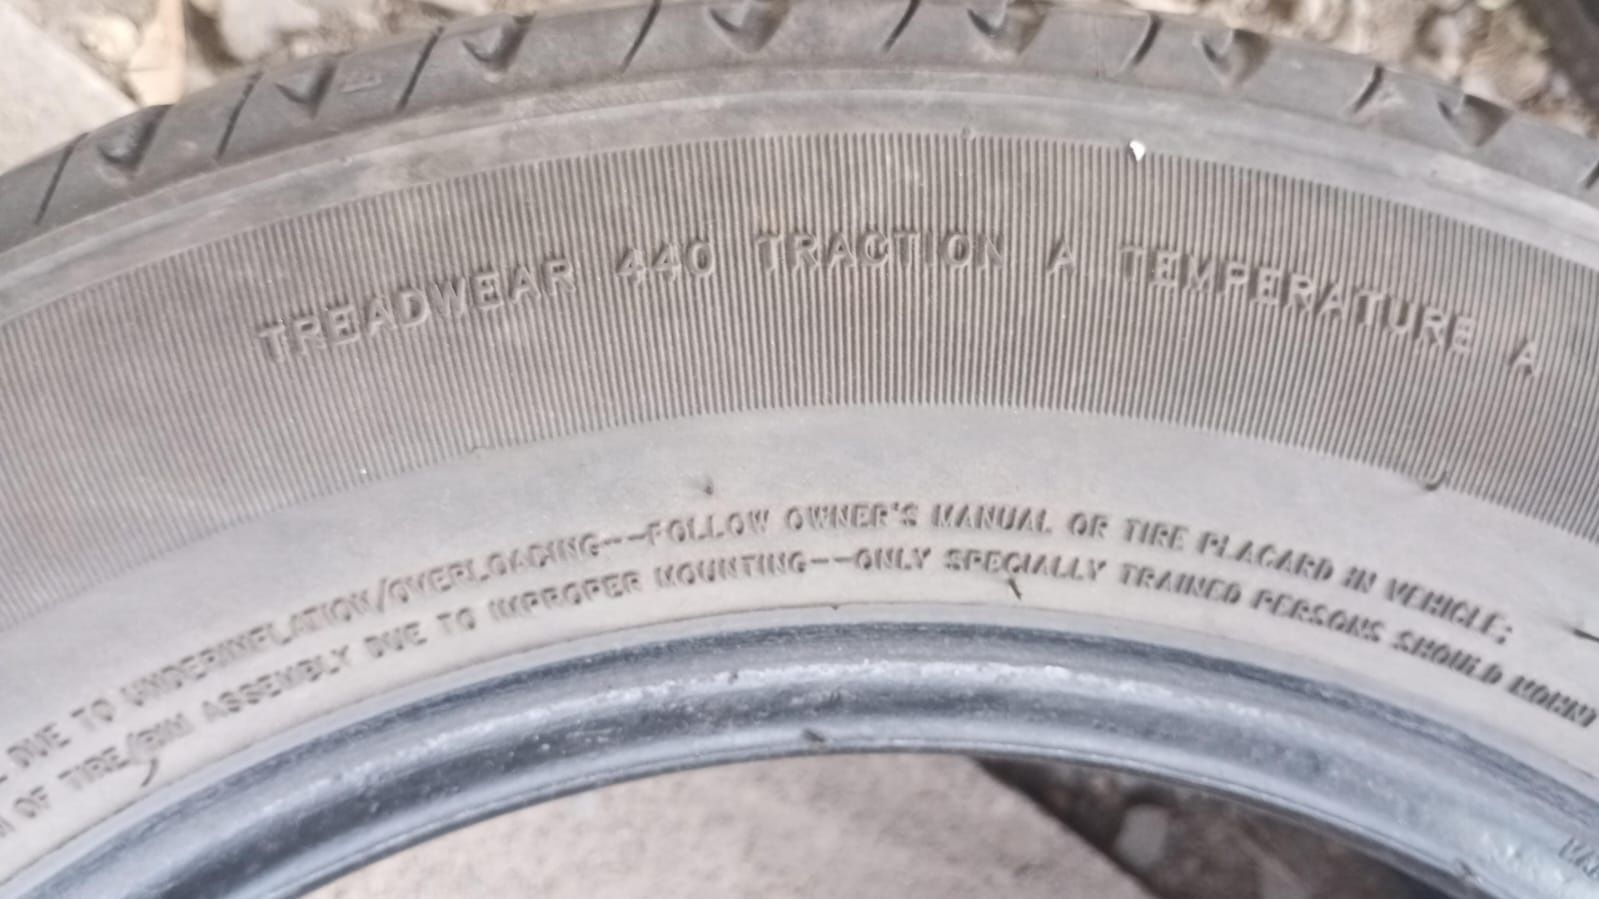 TREADWEAR 440 TRACTION A TEMPERATURE A
DUE TO UNDERINFLATION/OVERLOADING--FOLLOW OWNER'S MANUAL OR TIRE PLACARD IN VEHICLE;
OF TIRE/RIM ASSEMBLY DUE TO IMPROPER MOUNTING--ONLY SPECIALLY TRAINED PERSONS SHOULD MOUNT